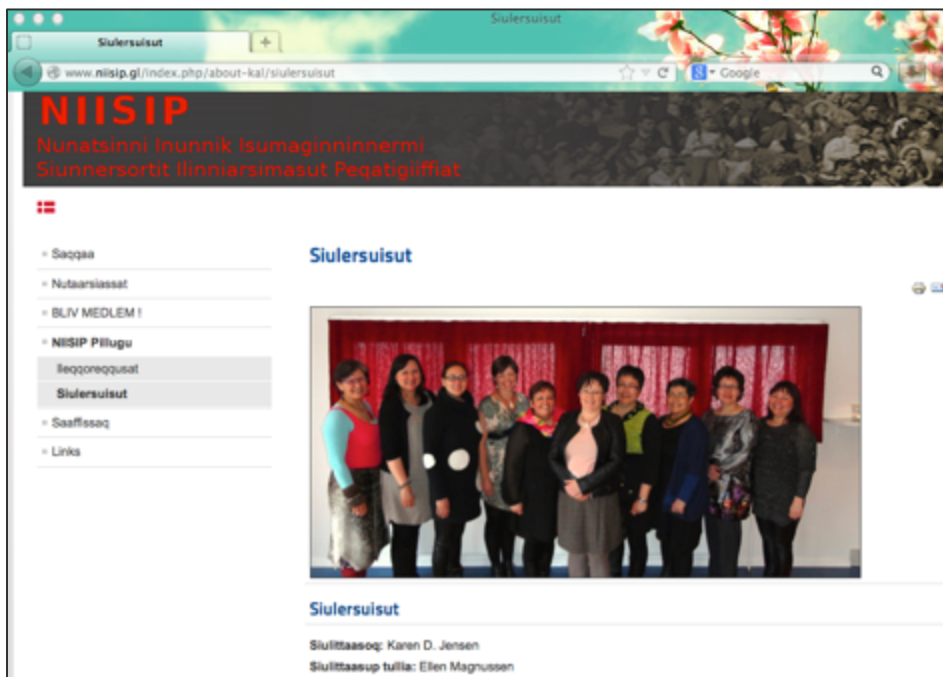 Siulersuisut
Siulersuisut
www.niisip.gl/index.php/about-kal/siulersuisut
Google
NIISIP
Nunatsinni Inunnik Isumaginninnermi
Siunnersortit Ilinniarsimasut Peqatigiiffiat
Saqqaa
Nutaarsiassat
BLIV MEDLEM !
NIISIP Pillugu
Ileqqoreqqusat
Siulersuisut
Saaffissaq
Links
Siulersuisut
Siulersuisut
Siulittaasoq: Karen D. Jensen
Siulittaasup tullia: Ellen Magnussen